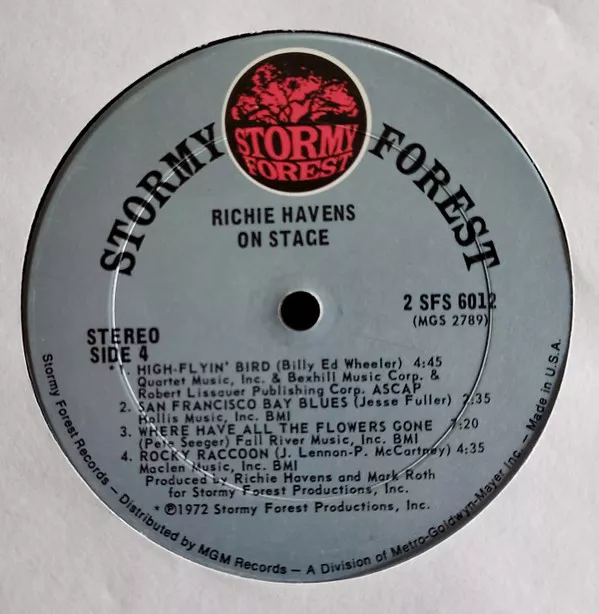 STORMY FOREST
STORMY
FOREST
RICHIE HAVENS
ON STAGE
2 SFS 6012
(MGS 2789)
STEREO
SIDE 4
*1. HIGH-FLYIN' BIRD (Billy Ed Wheeler) 4:45
Quartet Music, Inc. & Bexhill Music Corp. &
Robert Lissauer Publishing Corp. ASCAP
2. SAN FRANCISCO BAY BLUES (Jesse Fuller) 2:35
Hollis Music, Inc. BMI
3. WHERE HAVE ALL THE FLOWERS GONE 7:20
(Pete Seeger) Fall River Music, Inc. BMI
4. ROCKY RACCOON (J. Lennon-P. McCartney) 4:35
Maclen Music, Inc. BMI
Produced by Richie Havens and Mark Roth
for Stormy Forest Productions, Inc.
* ℗1972 Stormy Forest Productions, Inc.
Stormy Forest Records — Distributed by MGM Records — A Division of Metro-Goldwyn-Mayer Inc. — Made in U.S.A.